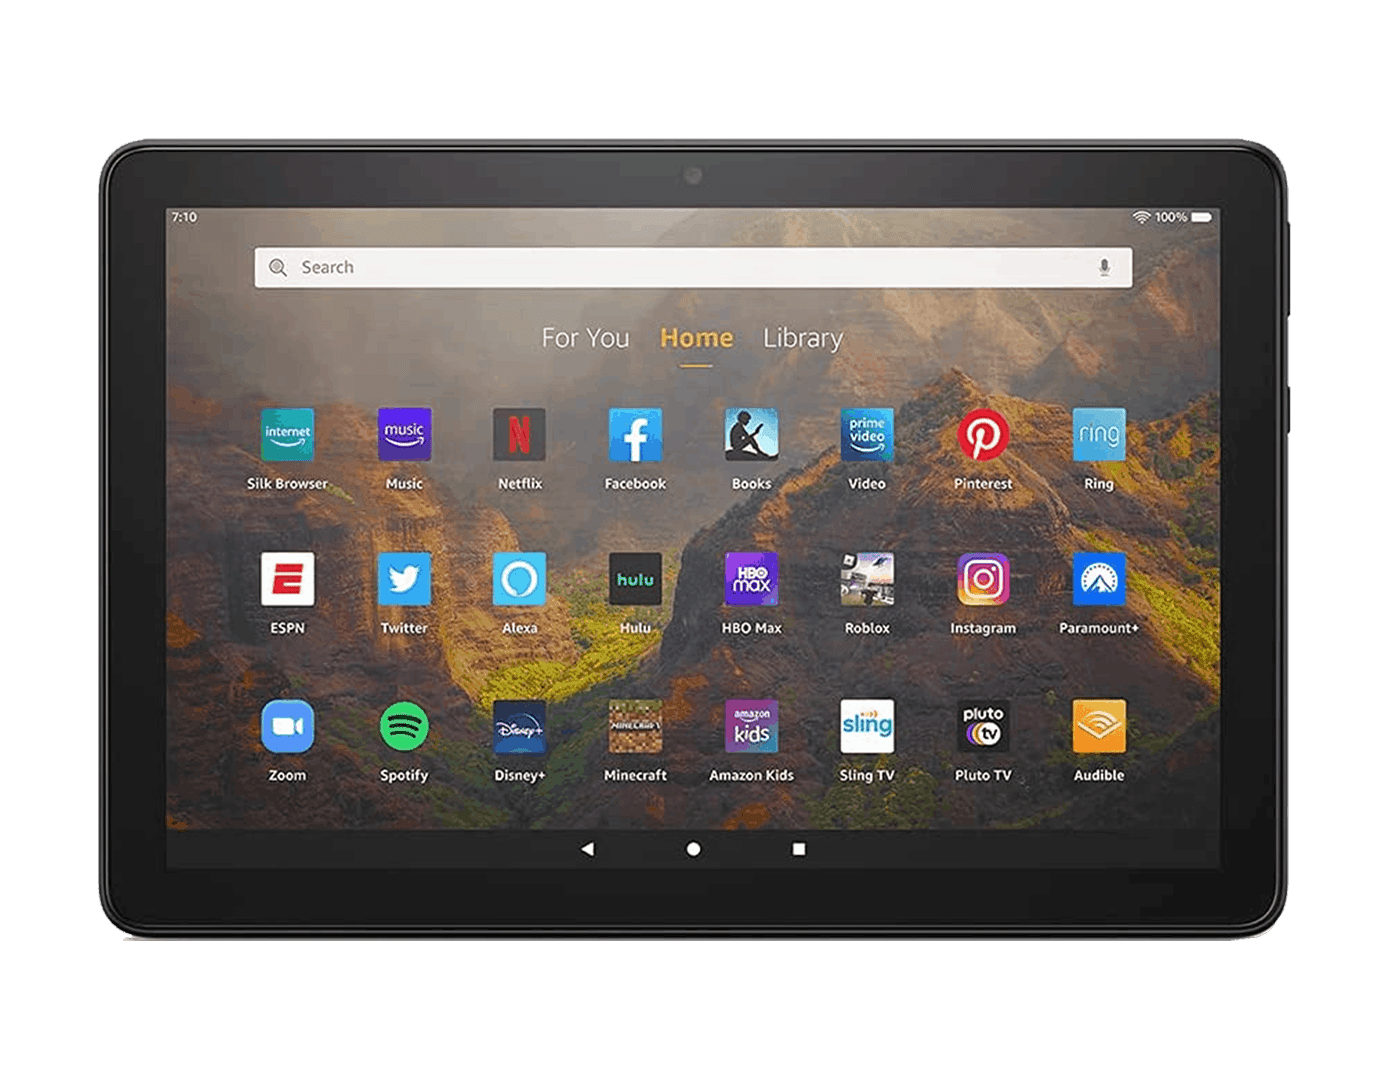 7:10 100%
Search
For You Home Library
internet music prime video ring
Silk Browser Music Netflix Facebook Books Video Pinterest Ring
hulu HBO max
ESPN Twitter Alexa Hulu HBO Max Roblox Instagram Paramount+
Disney+ MINECRAFT amazon kids sling pluto tv
Zoom Spotify Disney+ Minecraft Amazon Kids Sling TV Pluto TV Audible